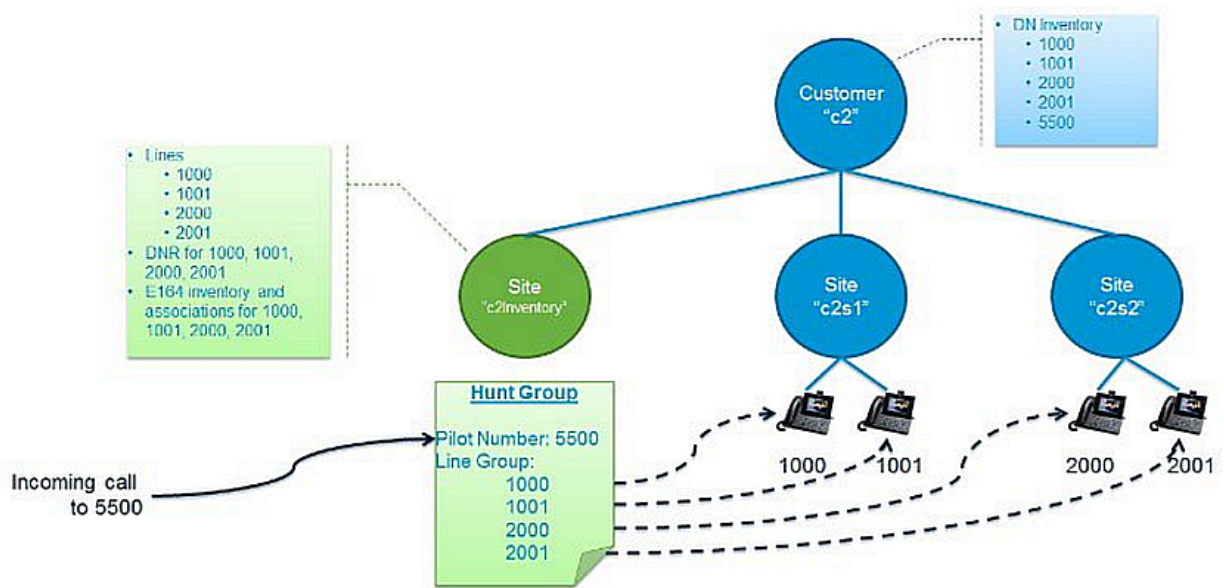 • DN Inventory
• 1000
• 1001
• 2000
• 2001
• 5500
Customer
"c2"
• Lines
• 1000
• 1001
• 2000
• 2001
• DNR for 1000, 1001,
2000, 2001
• E164 inventory and
associations for 1000,
1001, 2000, 2001
Site
"c2Inventory"
Site
"c2s1"
Site
"c2s2"
Hunt Group
Pilot Number: 5500
Line Group:
1000
1001
2000
2001
Incoming call
to 5500
1000
1001
2000
2001